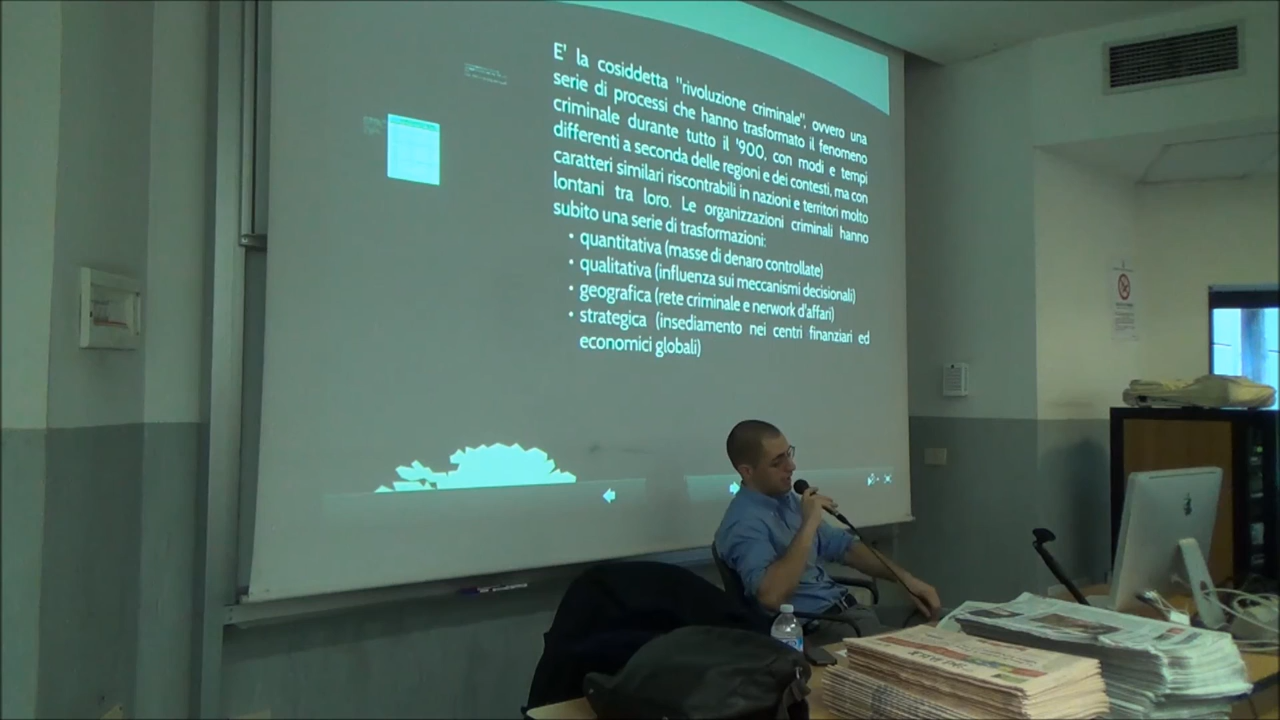 E' la cosiddetta "rivoluzione criminale", ovvero una
serie di processi che hanno trasformato il fenomeno
criminale durante tutto il '900, con modi e tempi
differenti a seconda delle regioni e dei contesti, ma con
caratteri similari riscontrabili in nazioni e territori molto
lontani tra loro. Le organizzazioni criminali hanno
subito una serie di trasformazioni:
• quantitativa (masse di denaro controllate)
• qualitativa (influenza sui meccanismi decisionali)
• geografica (rete criminale e nerwork d'affari)
• strategica (insediamento nei centri finanziari ed
economici globali)